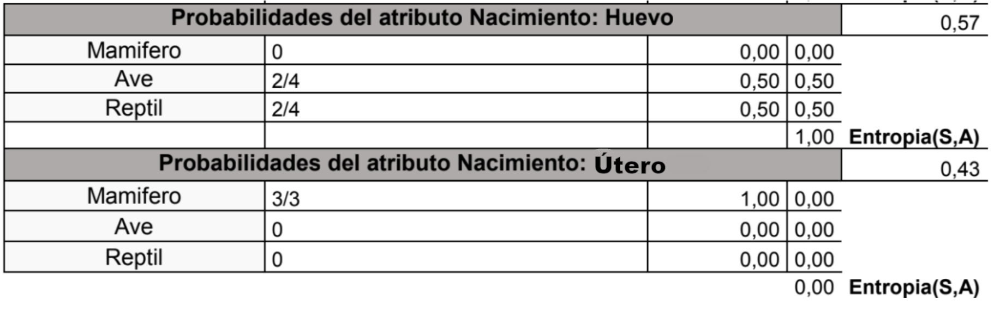 Probabilidades del atributo Nacimiento: Huevo 0,57
Mamifero 0 0,00 0,00
Ave 2/4 0,50 0,50
Reptil 2/4 0,50 0,50
1,00 Entropia(S,A)
Probabilidades del atributo Nacimiento: Útero 0,43
Mamifero 3/3 1,00 0,00
Ave 0 0,00 0,00
Reptil 0 0,00 0,00
0,00 Entropia(S,A)